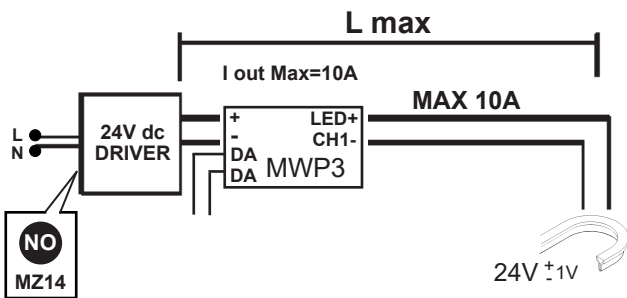 L max
I out Max=10A
MAX 10A
L
N
24V dc
DRIVER
+ LED+
- CH1-
DA
DA MWP3
NO
MZ14
24V +- 1V